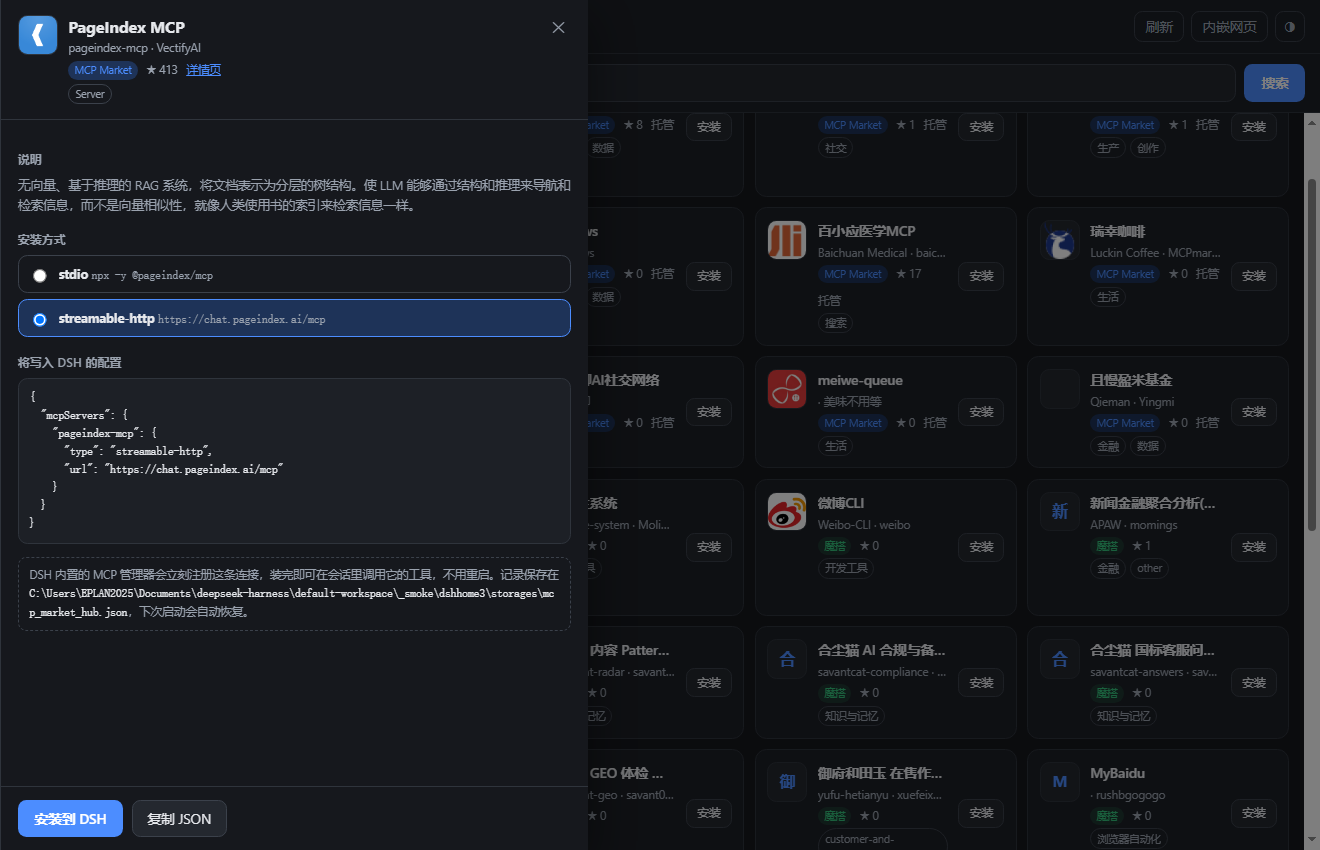 PageIndex MCP
pageindex-mcp · VectifyAI
MCP Market ★ 413 详情页
Server
说明
无向量、基于推理的 RAG 系统，将文档表示为分层的树结构。使 LLM 能够通过结构和推理来导航和
检索信息，而不是向量相似性，就像人类使用书的索引来检索信息一样。
安装方式
stdio npx -y @pageindex/mcp
streamable-http https://chat.pageindex.ai/mcp
将写入 DSH 的配置
{
"mcpServers": {
"pageindex-mcp": {
"type": "streamable-http",
"url": "https://chat.pageindex.ai/mcp"
}
}
}
DSH 内置的 MCP 管理器会立刻注册这条连接，装完即可在会话里调用它的工具，不用重启。记录保存在
C:\Users\EPLAN2025\Documents\deepseek-harness\default-workspace\_smoke\dshhome3\storages\mc
p_market_hub.json，下次启动会自动恢复。
安装到 DSH
复制 JSON
刷新
内嵌网页
搜索
arket ★ 8 托管
数据
安装
MCP Market ★ 1 托管
社交
安装
MCP Market ★ 1 托管
生产 创作
安装
ws
arket ★ 0 托管
数据
安装
百小应医学MCP
Baichuan Medical · baic...
MCP Market ★ 17
托管
搜索
安装
瑞幸咖啡
Luckin Coffee · MCPmar...
MCP Market ★ 0 托管
生活
安装
AI社交网络
arket ★ 0 托管
安装
meiwe-queue
· 美味不用等
MCP Market ★ 0 托管
生活
安装
且慢盈米基金
Qieman · Yingmi
MCP Market ★ 0 托管
金融 数据
安装
系统
e-system · Moli...
★ 0
安装
微博CLI
Weibo-CLI · weibo
魔搭 ★ 0
开发工具
安装
新
新闻金融聚合分析(...
APAW · momings
魔搭 ★ 1
金融 other
安装
内容 Patter...
t-radar · savant...
★ 0
记忆
安装
合
合尘猫 AI 合规与备...
savantcat-compliance · ...
魔搭 ★ 0
知识与记忆
安装
合
合尘猫 国标客服问...
savantcat-answers · sav...
魔搭 ★ 0
知识与记忆
安装
GEO 体检 ...
t-geo · savant0...
★ 0
安装
御
御府和田玉 在售作...
yufu-hetianyu · xuefeix...
魔搭 ★ 0
customer-and-
安装
M
MyBaidu
· rushbgogogo
魔搭 ★ 0
浏览器自动化
安装